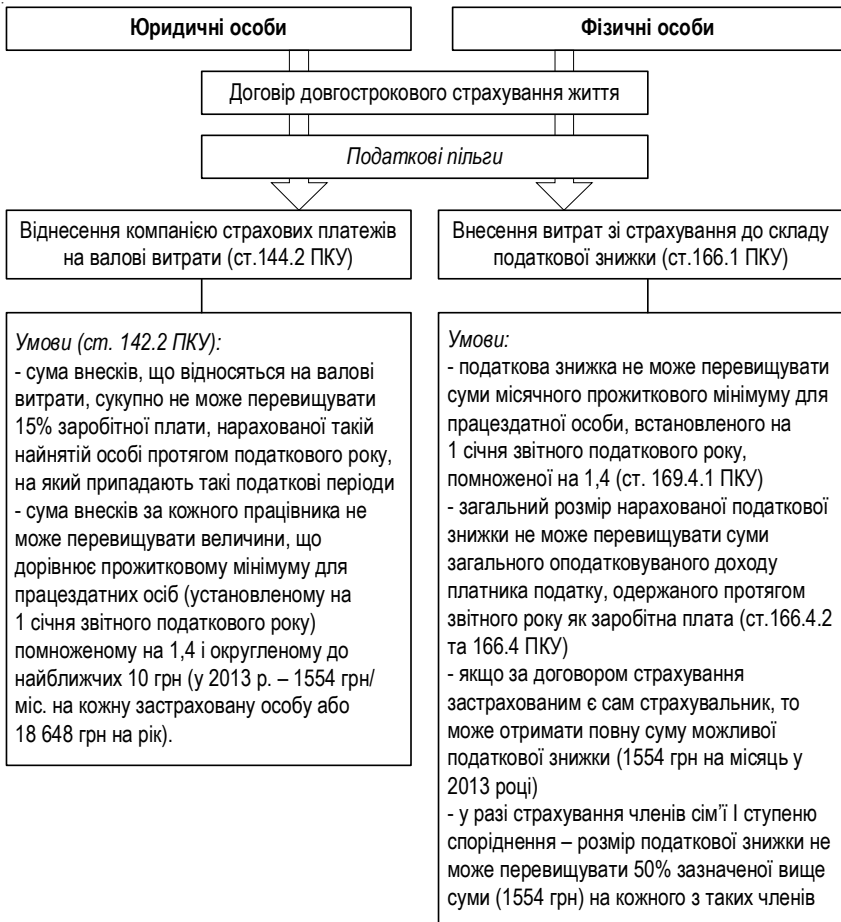 Юридичні особи
Фізичні особи
Договір довгострокового страхування життя
Податкові пільги
Віднесення компанією страхових платежів
на валові витрати (ст.144.2 ПКУ)
Внесення витрат зі страхування до складу
податкової знижки (ст.166.1 ПКУ)
Умови (ст. 142.2 ПКУ):
- сума внесків, що відносяться на валові
витрати, сукупно не може перевищувати
15% заробітної плати, нарахованої такій
найнятій особі протягом податкового року,
на який припадають такі податкові періоди
- сума внесків за кожного працівника не
може перевищувати величини, що
дорівнює прожитковому мінімуму для
працездатних осіб (установленому на
1 січня звітного податкового року)
помноженому на 1,4 і округленому до
найближчих 10 грн (у 2013 р. – 1554 грн/
міс. на кожну застраховану особу або
18 648 грн на рік).
Умови:
- податкова знижка не може перевищувати
суми місячного прожиткового мінімуму для
працездатної особи, встановленого на
1 січня звітного податкового року,
помноженої на 1,4 (ст. 169.4.1 ПКУ)
- загальний розмір нарахованої податкової
знижки не може перевищувати суми
загального оподатковуваного доходу
платника податку, одержаного протягом
звітного року як заробітна плата (ст.166.4.2
та 166.4 ПКУ)
- якщо за договором страхування
застрахованим є сам страхувальник, то
може отримати повну суму можливої
податкової знижки (1554 грн на місяць у
2013 році)
- у разі страхування членів сім’ї І ступеню
споріднення – розмір податкової знижки не
може перевищувати 50% зазначеної вище
суми (1554 грн) на кожного з таких членів